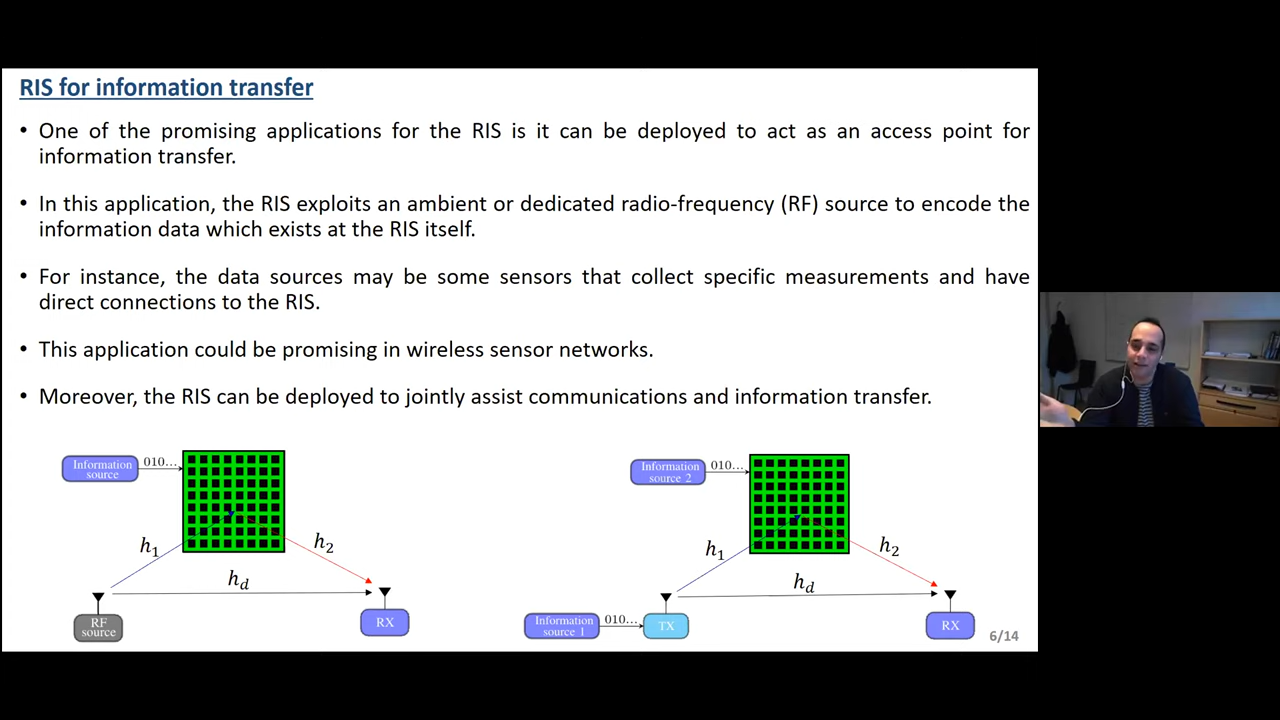 RIS for information transfer
• One of the promising applications for the RIS is it can be deployed to act as an access point for
information transfer.
• In this application, the RIS exploits an ambient or dedicated radio-frequency (RF) source to encode the
information data which exists at the RIS itself.
• For instance, the data sources may be some sensors that collect specific measurements and have
direct connections to the RIS.
• This application could be promising in wireless sensor networks.
• Moreover, the RIS can be deployed to jointly assist communications and information transfer.
Information
source
010...
h1
h2
hd
RF
source
RX
Information
source 2
010...
h1
h2
hd
Information
source 1
010...
TX
RX
6/14